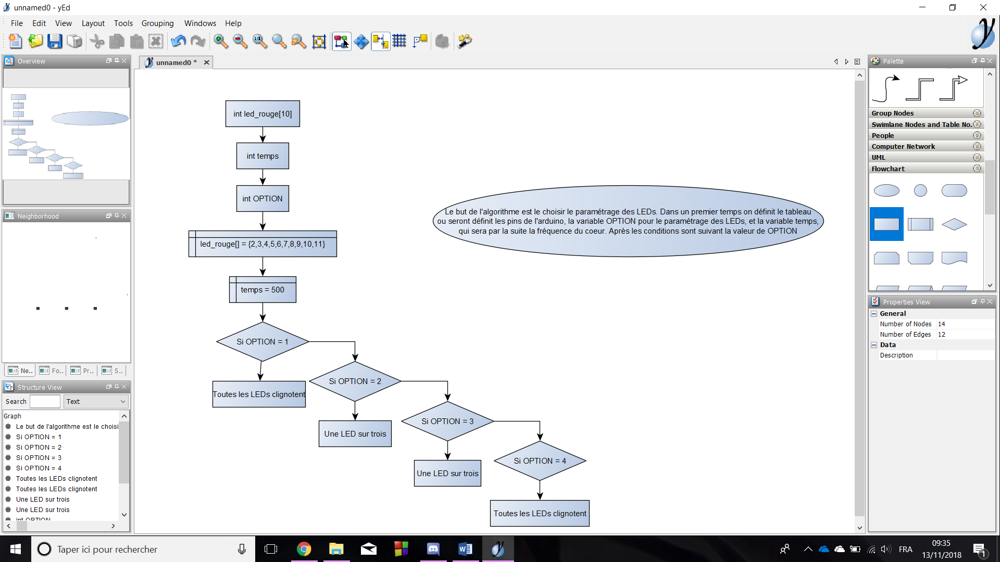 unnamed0 - yEd
File Edit View Layout Tools Grouping Windows Help
1:1
Overview
Neighborhood
Ne.. Fo.. Pr.. S..
Structure View
Search Text
Graph
Le but de l'algorithme est le choisi
Si OPTION = 1
Si OPTION = 2
Si OPTION = 3
Si OPTION = 4
Toutes les LEDs clignotent
Toutes les LEDs clignotent
Une LED sur trois
Une LED sur trois
int OPTION
unnamed0 *
int led_rouge[10]
int temps
int OPTION
led_rouge[] = {2,3,4,5,6,7,8,9,10,11}
temps = 500
Si OPTION = 1
Toutes les LEDs clignotent
Si OPTION = 2
Une LED sur trois
Si OPTION = 3
Une LED sur trois
Si OPTION = 4
Toutes les LEDs clignotent
Le but de l'algorithme est le choisir le paramétrage des LEDs. Dans un premier temps on définit le tableau
ou seront définit les pins de l'arduino, la variable OPTION pour le paramétrage des LEDs, et la variable temps,
qui sera par la suite la fréquence du coeur. Après les conditions sont suivant la valeur de OPTION
Palette
Group Nodes
Swimlane Nodes and Table No.
People
Computer Network
UML
Flowchart
Properties View
General
Number of Nodes 14
Number of Edges 12
Data
Description
Taper ici pour rechercher
FRA
09:35
13/11/2018
1